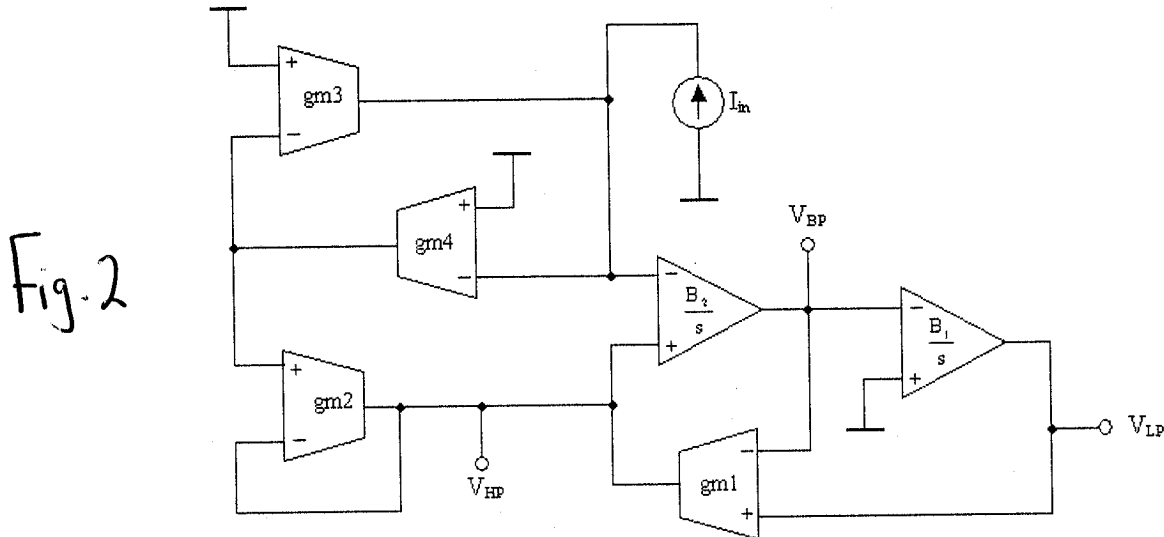 Fig. 2
+
gm3
−
I_in
+
gm4
−
V_BP
−
B_2
s
+
−
B_1
s
+
+
gm2
−
V_HP
−
gm1
+
V_LP